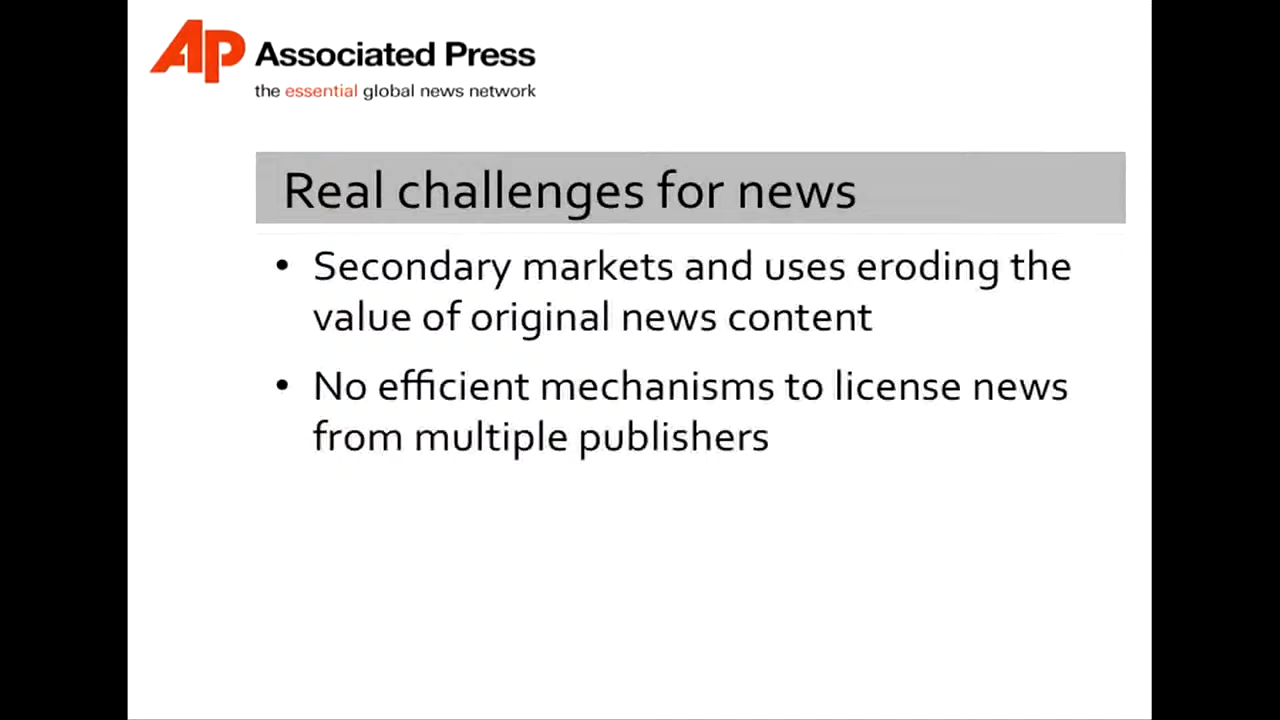 AP Associated Press
the essential global news network
Real challenges for news
• Secondary markets and uses eroding the
value of original news content
• No efficient mechanisms to license news
from multiple publishers